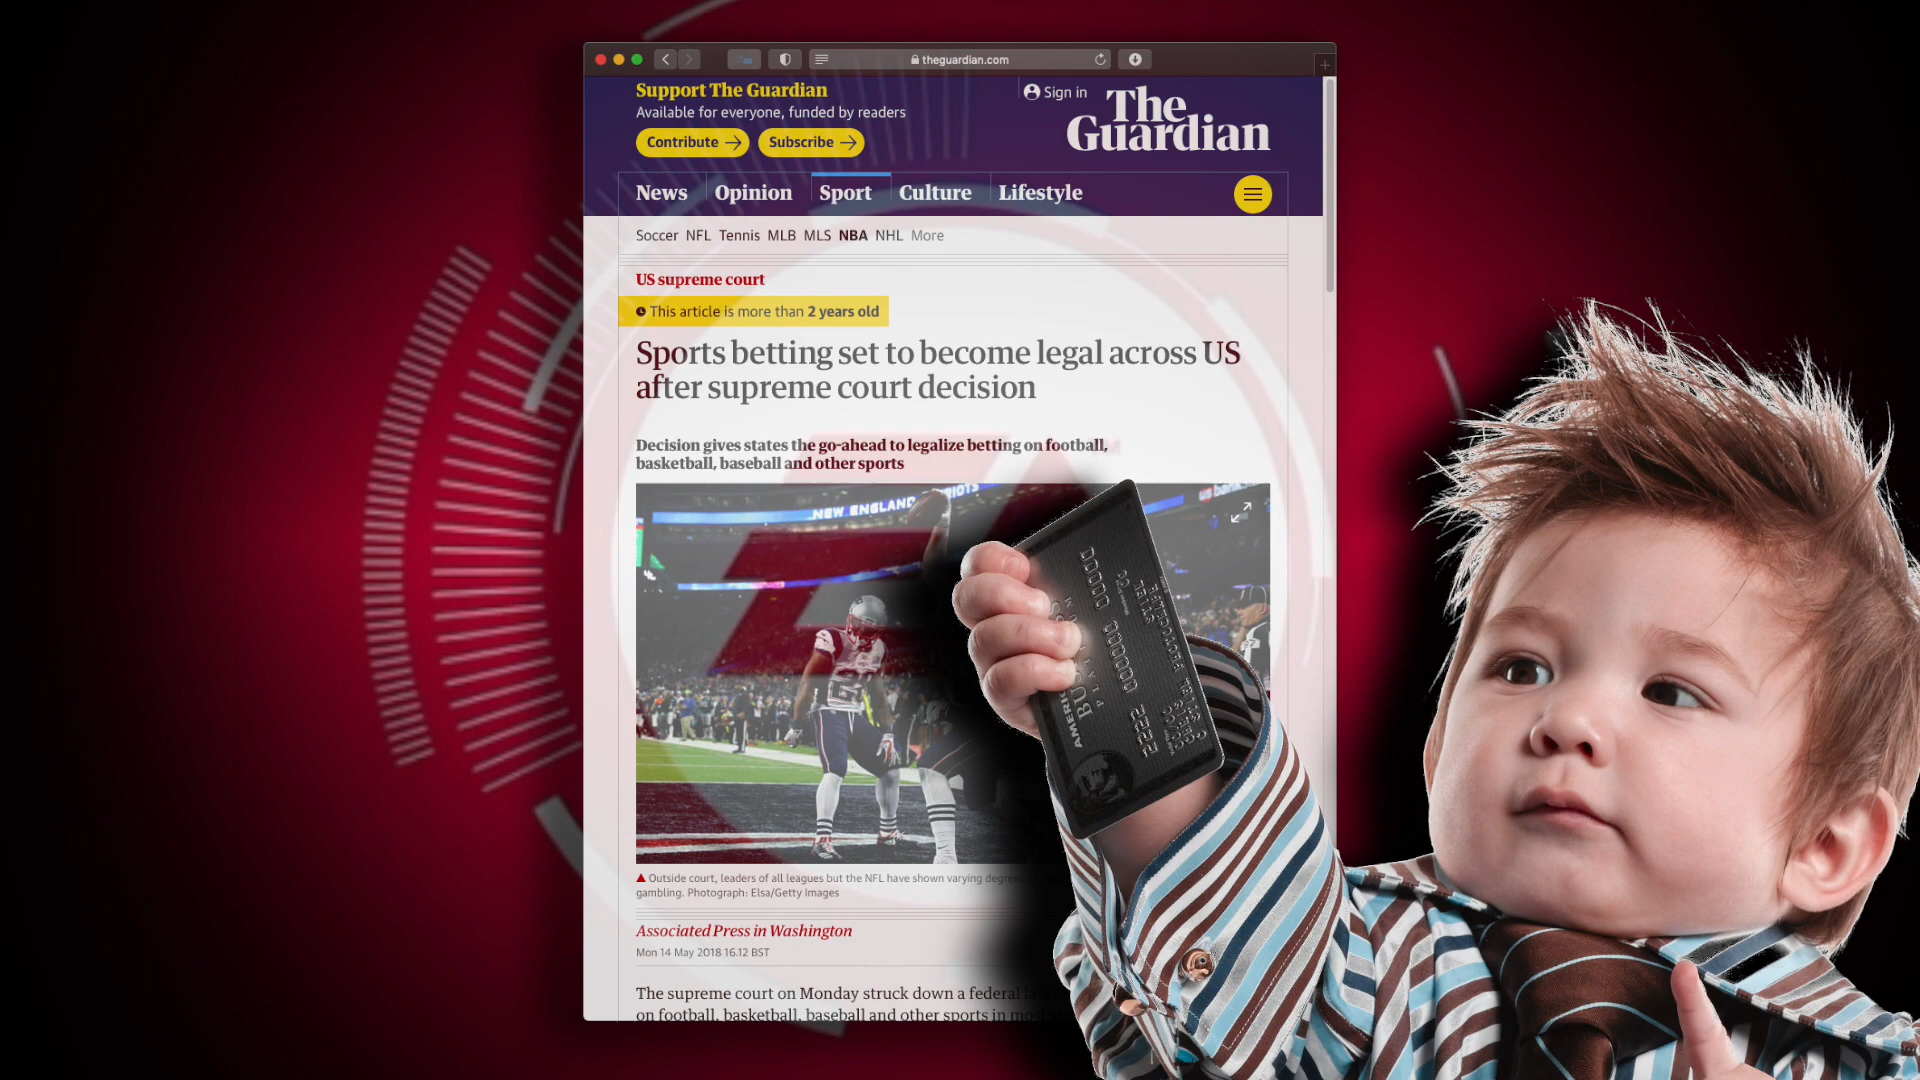 theguardian.com
Support The Guardian
Available for everyone, funded by readers
Contribute
Subscribe
Sign in
The
Guardian
News
Opinion
Sport
Culture
Lifestyle
Soccer NFL Tennis MLB MLS NBA NHL More
US supreme court
This article is more than 2 years old
Sports betting set to become legal across US
after supreme court decision
Decision gives states the go-ahead to legalize betting on football,
basketball, baseball and other sports
NEW ENGLAND PATRIOTS
us bank
Outside court, leaders of all leagues but the NFL have shown varying degrees
gambling. Photograph: Elsa/Getty Images
Associated Press in Washington
Mon 14 May 2018 16.12 BST
The supreme court on Monday struck down a federal law
on football, basketball, baseball and other sports in most